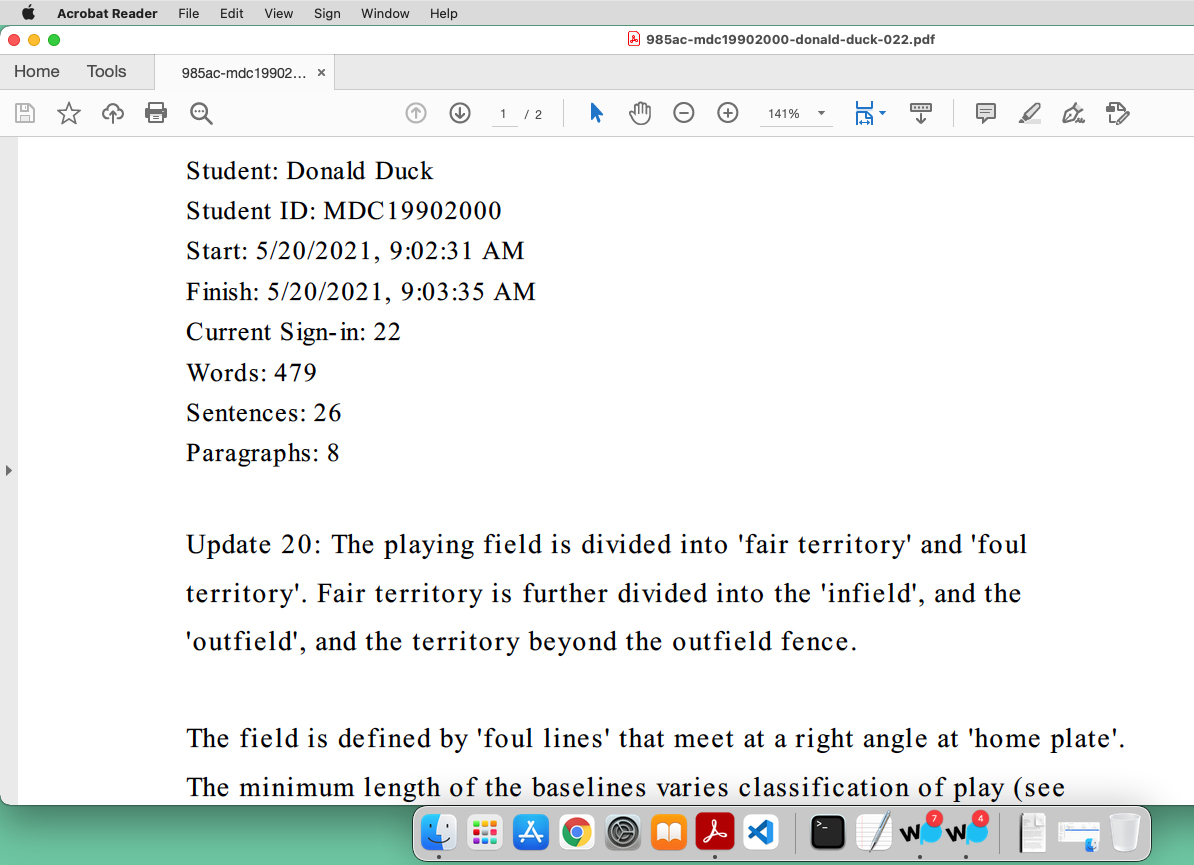 Acrobat Reader File Edit View Sign Window Help
985ac-mdc19902000-donald-duck-022.pdf
Home Tools 985ac-mdc19902... ×
1 / 2 141%
Student: Donald Duck
Student ID: MDC19902000
Start: 5/20/2021, 9:02:31 AM
Finish: 5/20/2021, 9:03:35 AM
Current Sign-in: 22
Words: 479
Sentences: 26
Paragraphs: 8
Update 20: The playing field is divided into 'fair territory' and 'foul
territory'. Fair territory is further divided into the 'infield', and the
'outfield', and the territory beyond the outfield fence.
The field is defined by 'foul lines' that meet at a right angle at 'home plate'.
The minimum length of the baselines varies classification of play (see
W 7 W 4